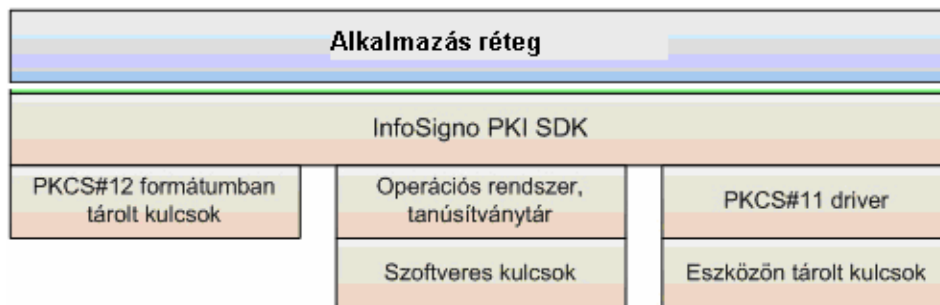 Alkalmazás réteg
InfoSigno PKI SDK
PKCS#12 formátumban
tárolt kulcsok
Operációs rendszer,
tanúsítványtár
PKCS#11 driver
Szoftveres kulcsok
Eszközön tárolt kulcsok